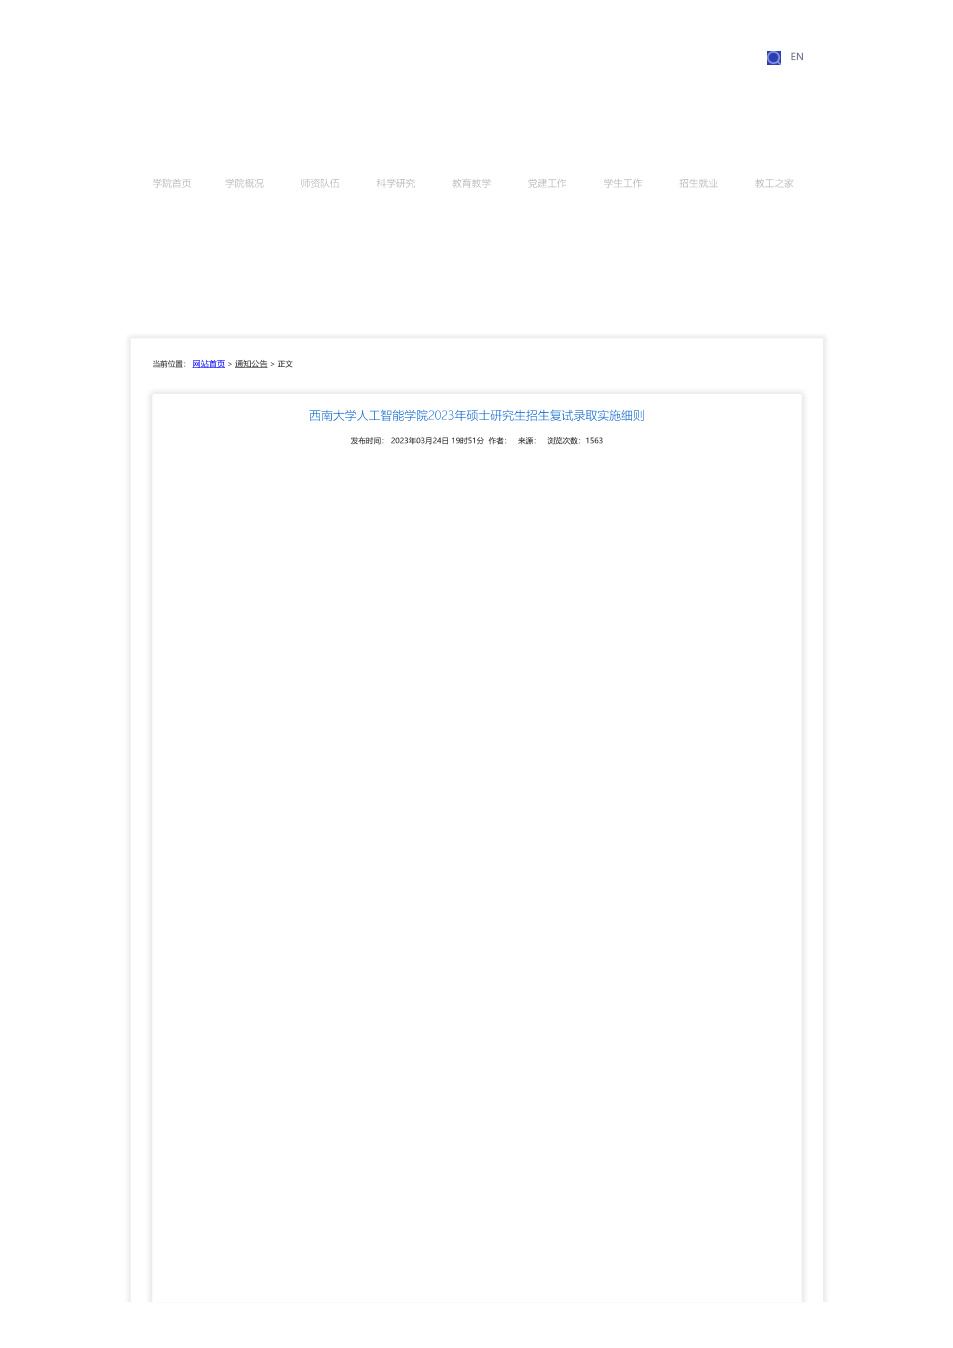 EN
学院首页 学院概况 师资队伍 科学研究 教育教学 党建工作 学生工作 招生就业 教工之家
当前位置： 网站首页 > 通知公告 > 正文
西南大学人工智能学院2023年硕士研究生招生复试录取实施细则
发布时间： 2023年03月24日 19时51分 作者： 来源： 浏览次数：1563